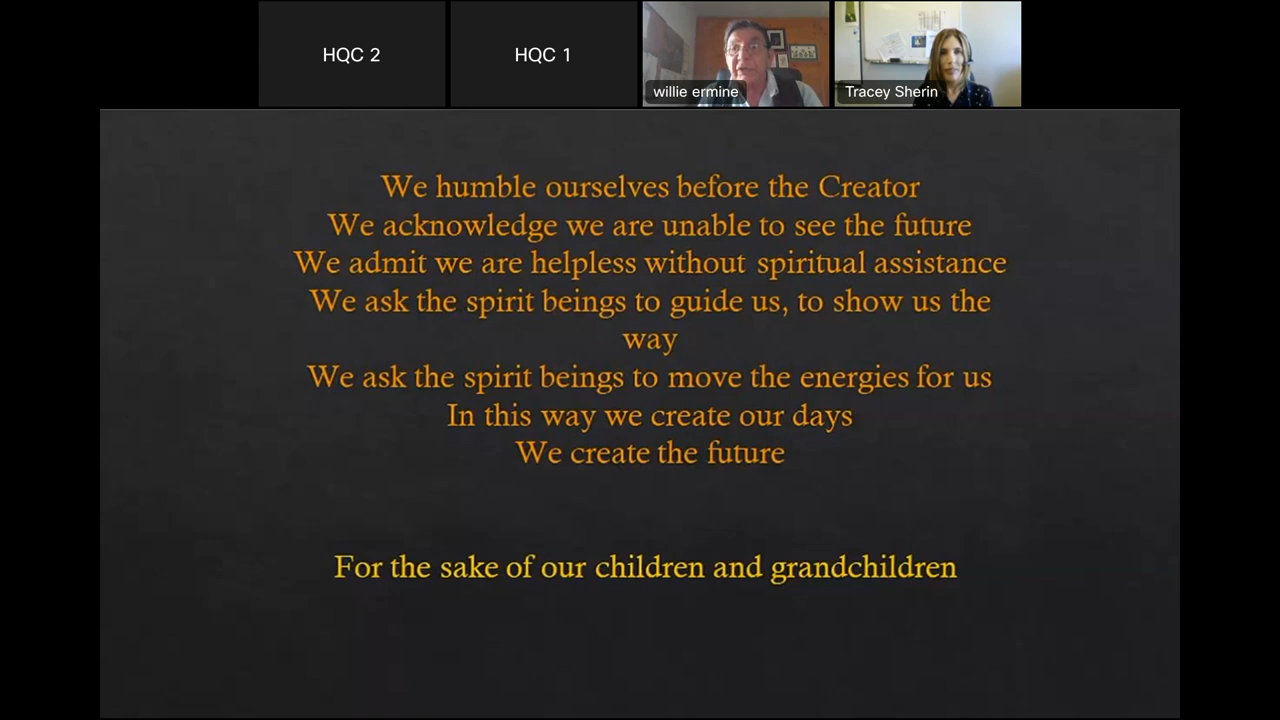 HQC 2
HQC 1
willie ermine
Tracey Sherin
We humble ourselves before the Creator
We acknowledge we are unable to see the future
We admit we are helpless without spiritual assistance
We ask the spirit beings to guide us, to show us the
way
We ask the spirit beings to move the energies for us
In this way we create our days
We create the future
For the sake of our children and grandchildren